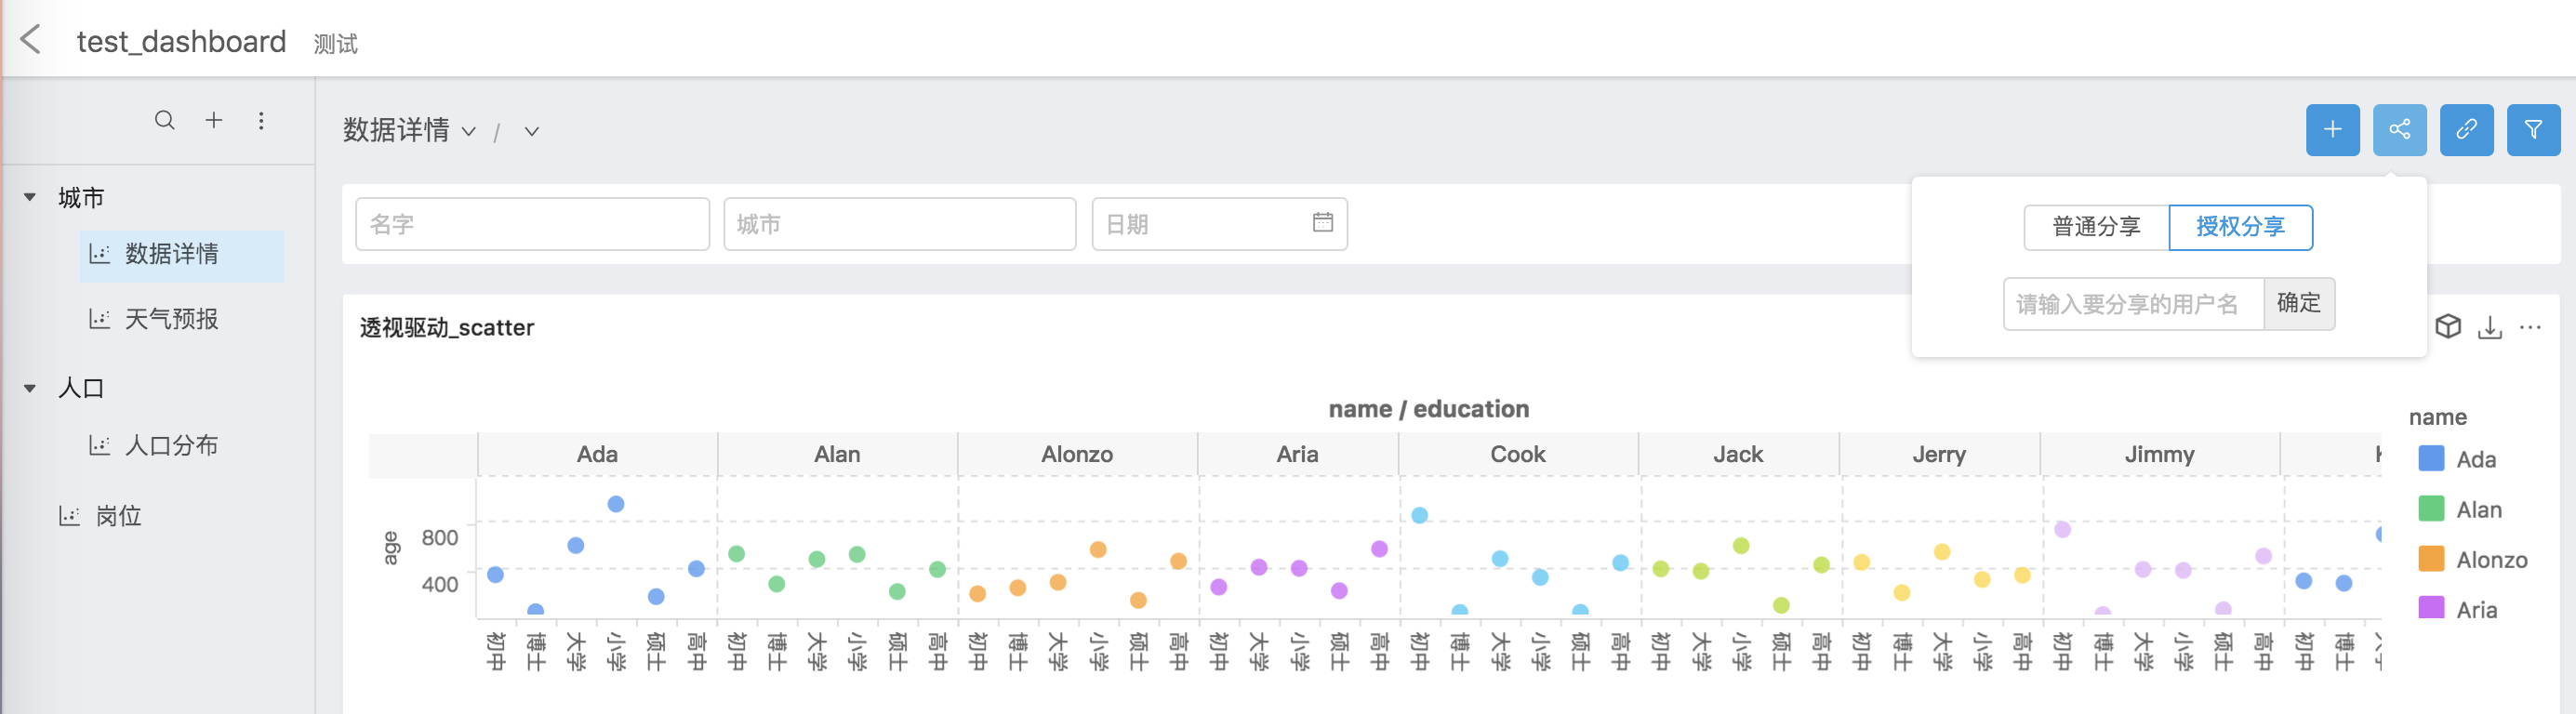 test_dashboard 测试
数据详情 /
城市
数据详情
天气预报
人口
人口分布
岗位
名字
城市
日期
普通分享
授权分享
请输入要分享的用户名
确定
透视驱动_scatter
name / education
Ada Alan Alonzo Aria Cook Jack Jerry Jimmy
age
800
400
初中 博士 大学 小学 硕士 高中 初中 博士 大学 小学 硕士 高中 初中 博士 大学 小学 硕士 高中 初中 大学 小学 硕士 高中 初中 博士 大学 小学 硕士 高中 初中 大学 小学 硕士 高中 初中 博士 大学 小学 高中 初中 博士 大学 小学 硕士 高中 初中 博士
name
Ada
Alan
Alonzo
Aria